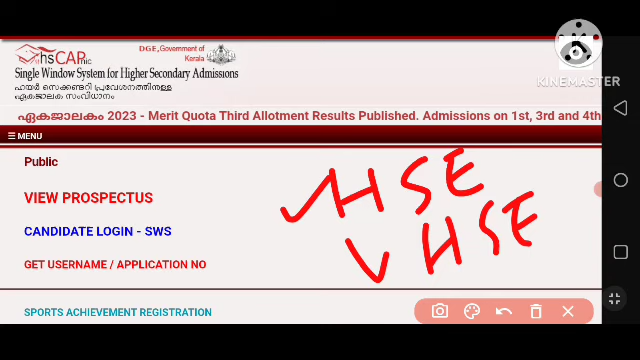 hsCAPnic
DGE,Government of
Kerala
Single Window System for Higher Secondary Admissions
ഹയർ സെക്കണ്ടറി പ്രവേശനത്തിനുള്ള
ഏകജാലക സംവിധാനം
KINEMASTER
ഏകജാലകം 2023 - Merit Quota Third Allotment Results Published. Admissions on 1st, 3rd and 4th
☰ MENU
Public
VIEW PROSPECTUS
HSE
CANDIDATE LOGIN - SWS
VHSE
GET USERNAME / APPLICATION NO
SPORTS ACHIEVEMENT REGISTRATION